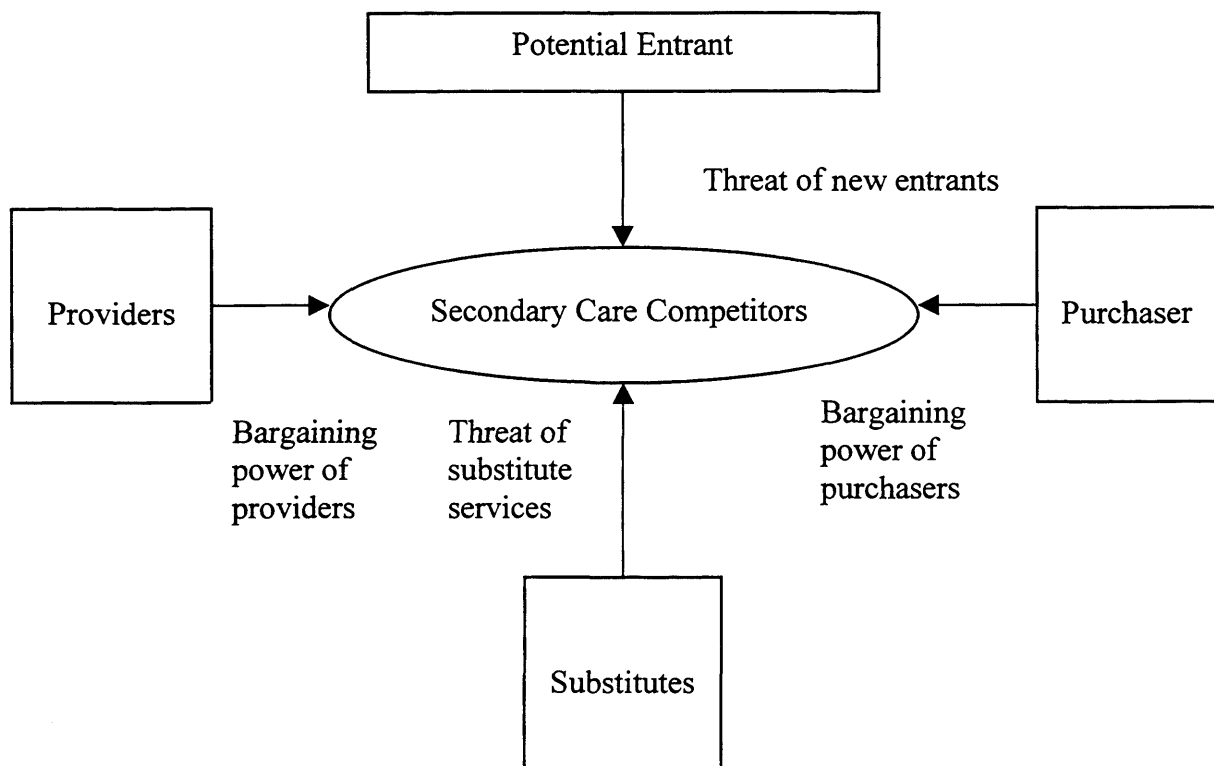 Potential Entrant
Threat of new entrants
Providers
Secondary Care Competitors
Purchaser
Bargaining
power of
providers
Threat of
substitute
services
Bargaining
power of
purchasers
Substitutes